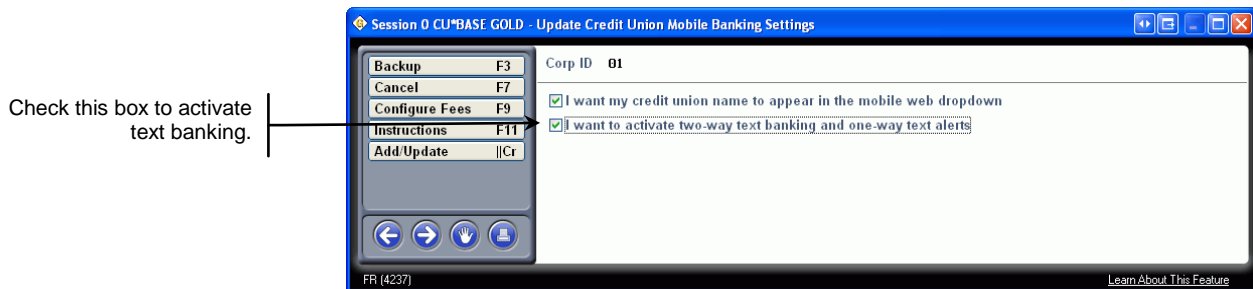 Session 0 CU*BASE GOLD - Update Credit Union Mobile Banking Settings
Check this box to activate
text banking.
Backup F3
Cancel F7
Configure Fees F9
Instructions F11
Add/Update ||Cr
Corp ID 01
I want my credit union name to appear in the mobile web dropdown
I want to activate two-way text banking and one-way text alerts
FR (4237)
Learn About This Feature